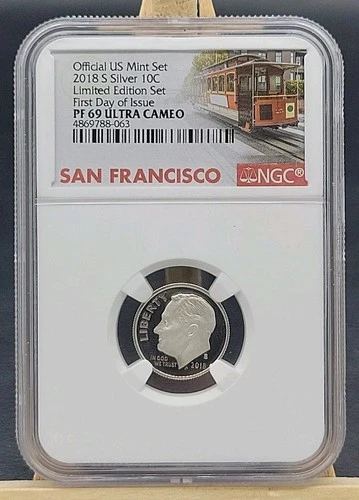 Official US Mint Set
2018 S Silver 10C
Limited Edition Set
First Day of Issue
PF 69 ULTRA CAMEO
4869788-063
SAN FRANCISCO
NGC®
LIBERTY
IN GOD
WE TRUST
S
2018